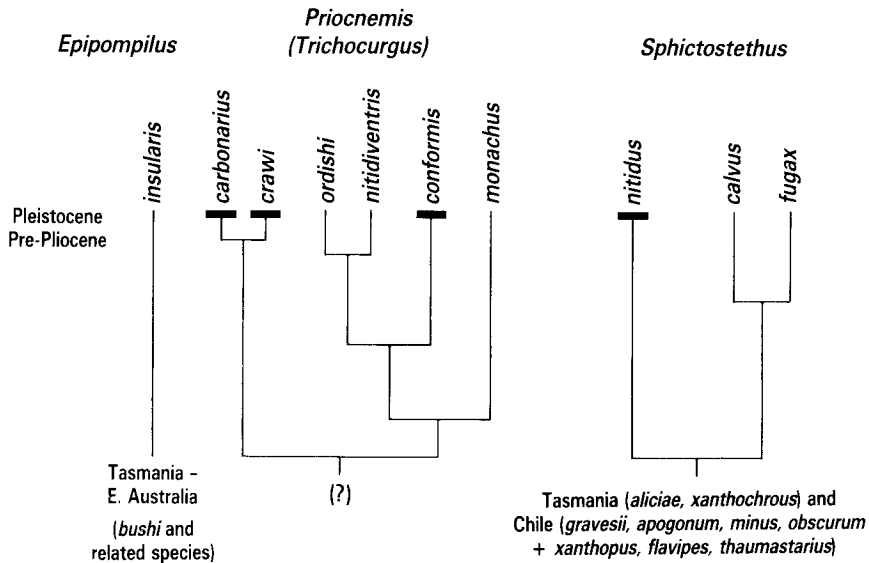 Epipompilus
Priocnemis
(Trichocurgus)
Sphictostethus
insularis
carbonarius
crawi
ordishi
nitidiventris
conformis
monachus
nitidus
calvus
fugax
Pleistocene
Pre-Pliocene
Tasmania –
E. Australia
(bushi and
related species)
(?)
Tasmania (aliciae, xanthochrous) and
Chile (gravesii, apogonum, minus, obscurum
+ xanthopus, flavipes, thaumastarius)